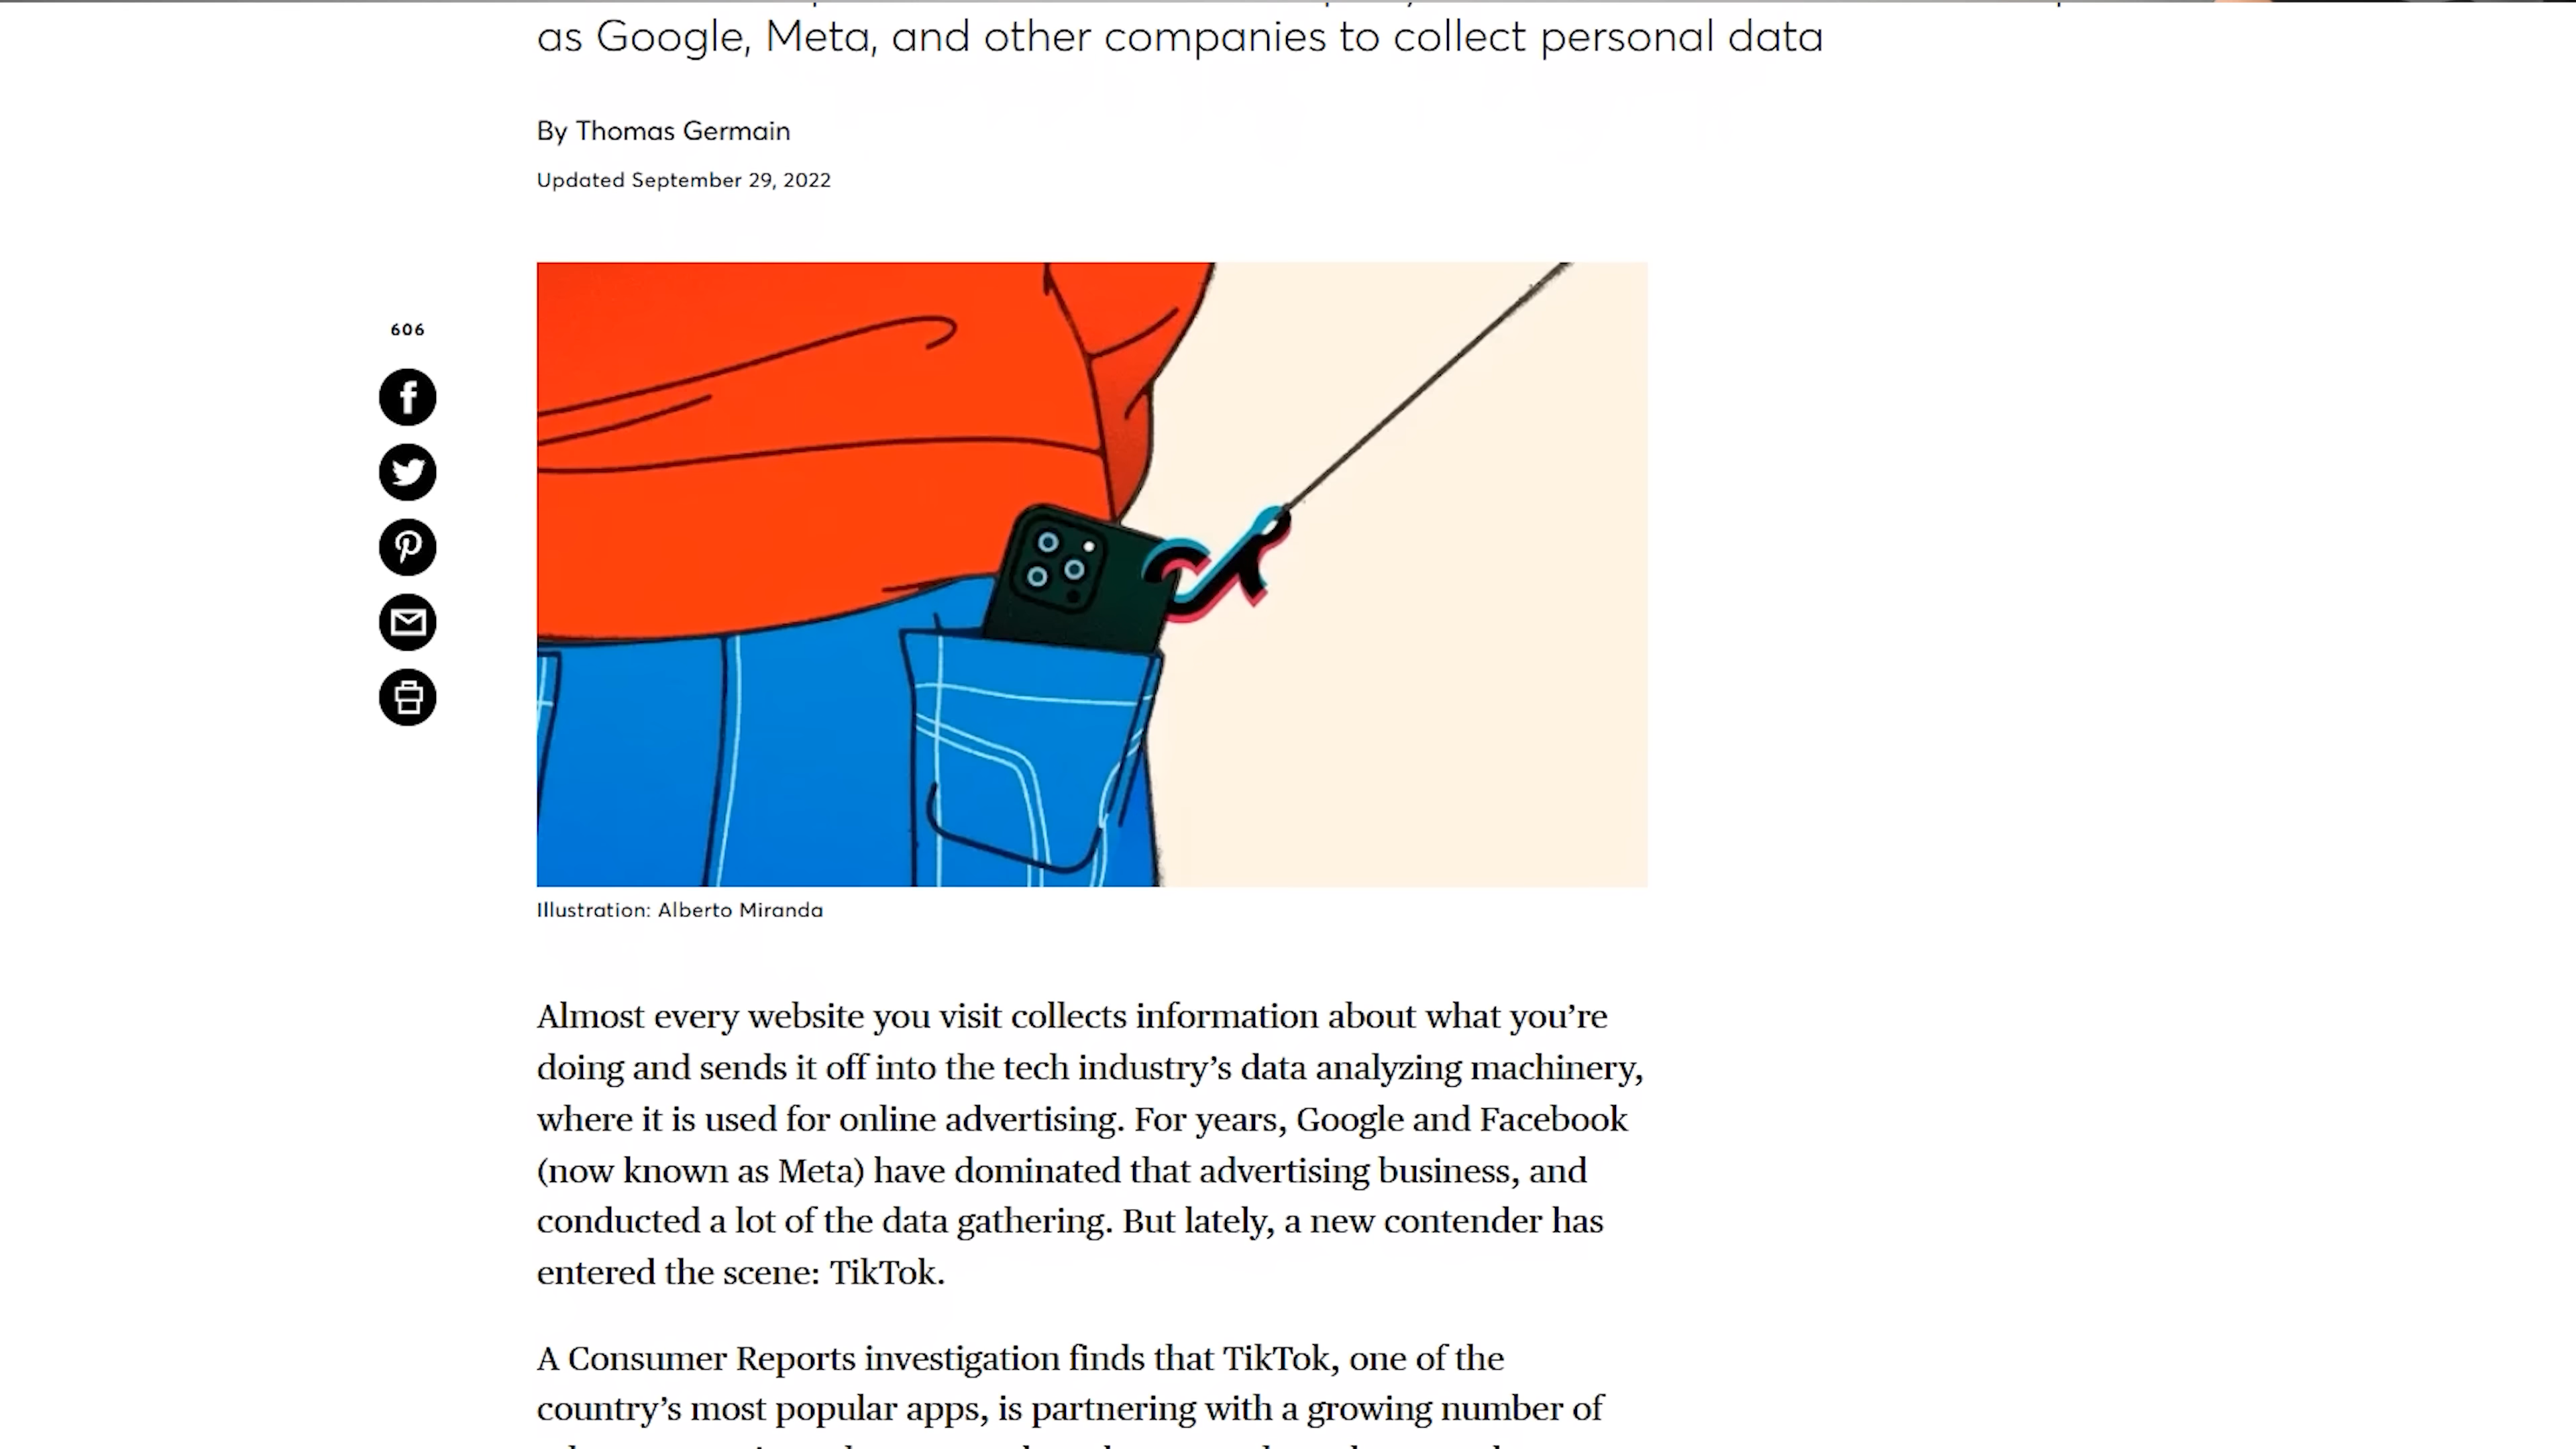 as Google, Meta, and other companies to collect personal data
By Thomas Germain
Updated September 29, 2022
606
Illustration: Alberto Miranda
Almost every website you visit collects information about what you’re
doing and sends it off into the tech industry’s data analyzing machinery,
where it is used for online advertising. For years, Google and Facebook
(now known as Meta) have dominated that advertising business, and
conducted a lot of the data gathering. But lately, a new contender has
entered the scene: TikTok.
A Consumer Reports investigation finds that TikTok, one of the
country’s most popular apps, is partnering with a growing number of